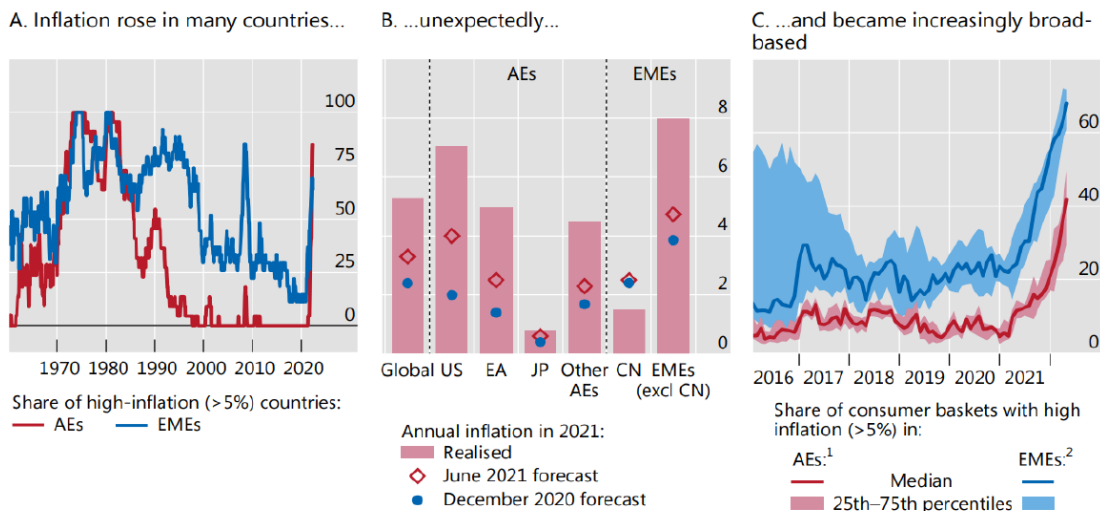 A. Inflation rose in many countries...
100
75
50
25
0
1970 1980 1990 2000 2010 2020
Share of high-inflation (>5%) countries:
AEs EMEs
B. ...unexpectedly...
AEs EMEs
8
6
4
2
0
Global US EA JP Other AEs CN EMEs (excl CN)
Annual inflation in 2021:
Realised
June 2021 forecast
December 2020 forecast
C. ...and became increasingly broad-
based
60
40
20
0
2016 2017 2018 2019 2020 2021
Share of consumer baskets with high
inflation (>5%) in:
AEs:1 EMEs:2
Median
25th–75th percentiles